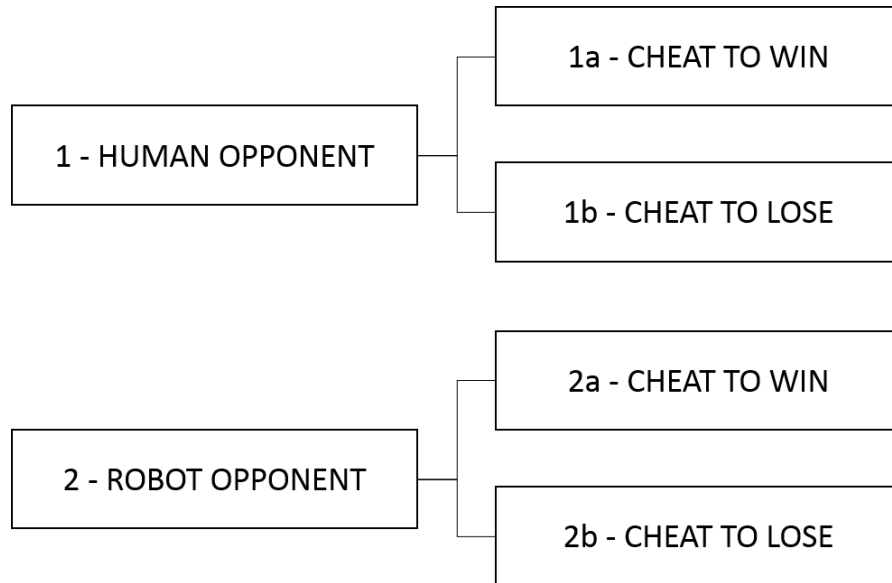 1 - HUMAN OPPONENT
1a - CHEAT TO WIN
1b - CHEAT TO LOSE
2 - ROBOT OPPONENT
2a - CHEAT TO WIN
2b - CHEAT TO LOSE